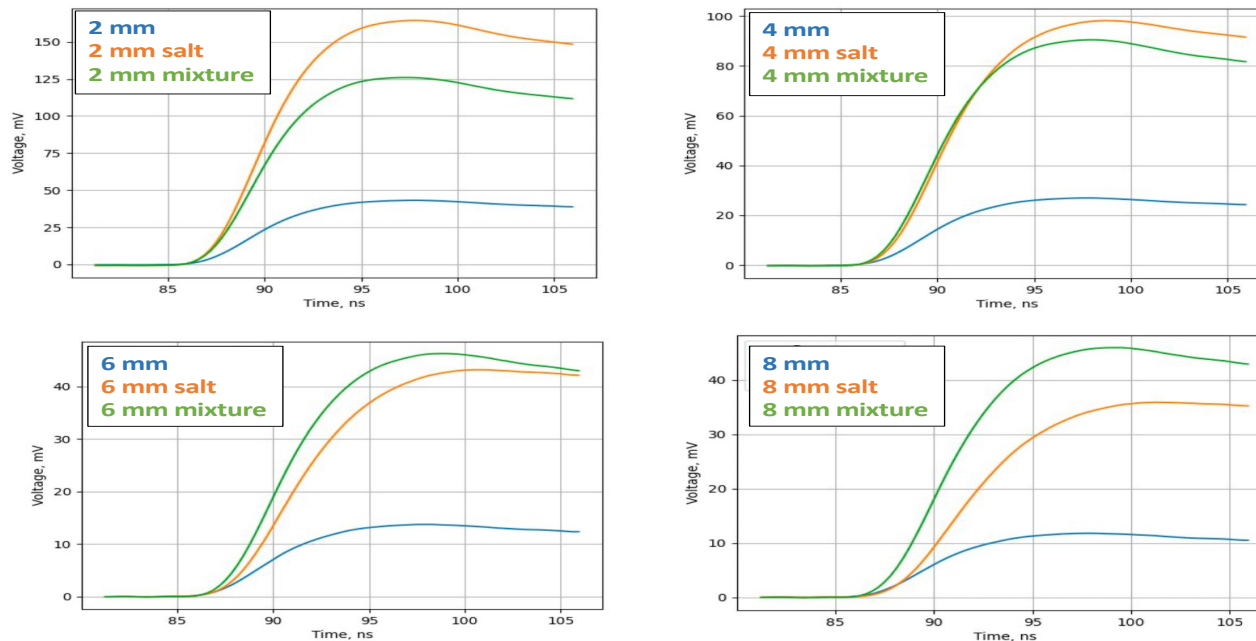 2 mm
2 mm salt
2 mm mixture
150
125
100
75
50
25
0
Voltage, mV
85 90 95 100 105
Time, ns
4 mm
4 mm salt
4 mm mixture
100
80
60
40
20
0
Voltage, mV
85 90 95 100 105
Time, ns
6 mm
6 mm salt
6 mm mixture
40
30
20
10
0
Voltage, mV
85 90 95 100 105
Time, ns
8 mm
8 mm salt
8 mm mixture
40
30
20
10
0
Voltage, mV
85 90 95 100 105
Time, ns